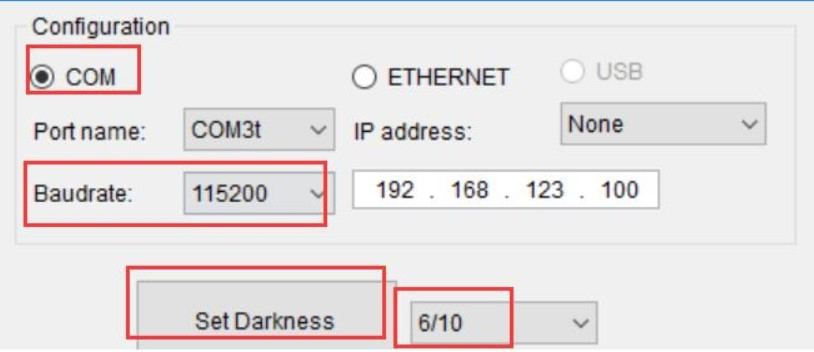 Configuration
COM ETHERNET USB
Port name: COM3t IP address: None
Baudrate: 115200 192 . 168 . 123 . 100
Set Darkness 6/10